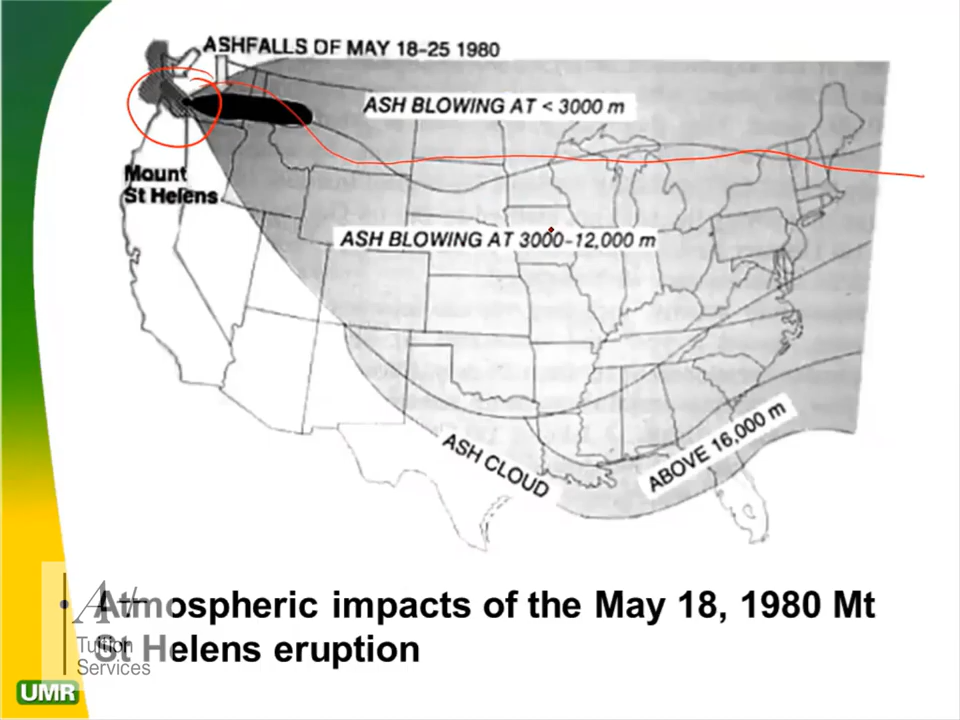 ASHFALLS OF MAY 18-25 1980
ASH BLOWING AT < 3000 m
Mount
St Helens
ASH BLOWING AT 3000-12,000 m
ASH CLOUD
ABOVE 16,000 m
• Atmospheric impacts of the May 18, 1980 Mt
St Helens eruption
A+
Tuition
Services
UMR